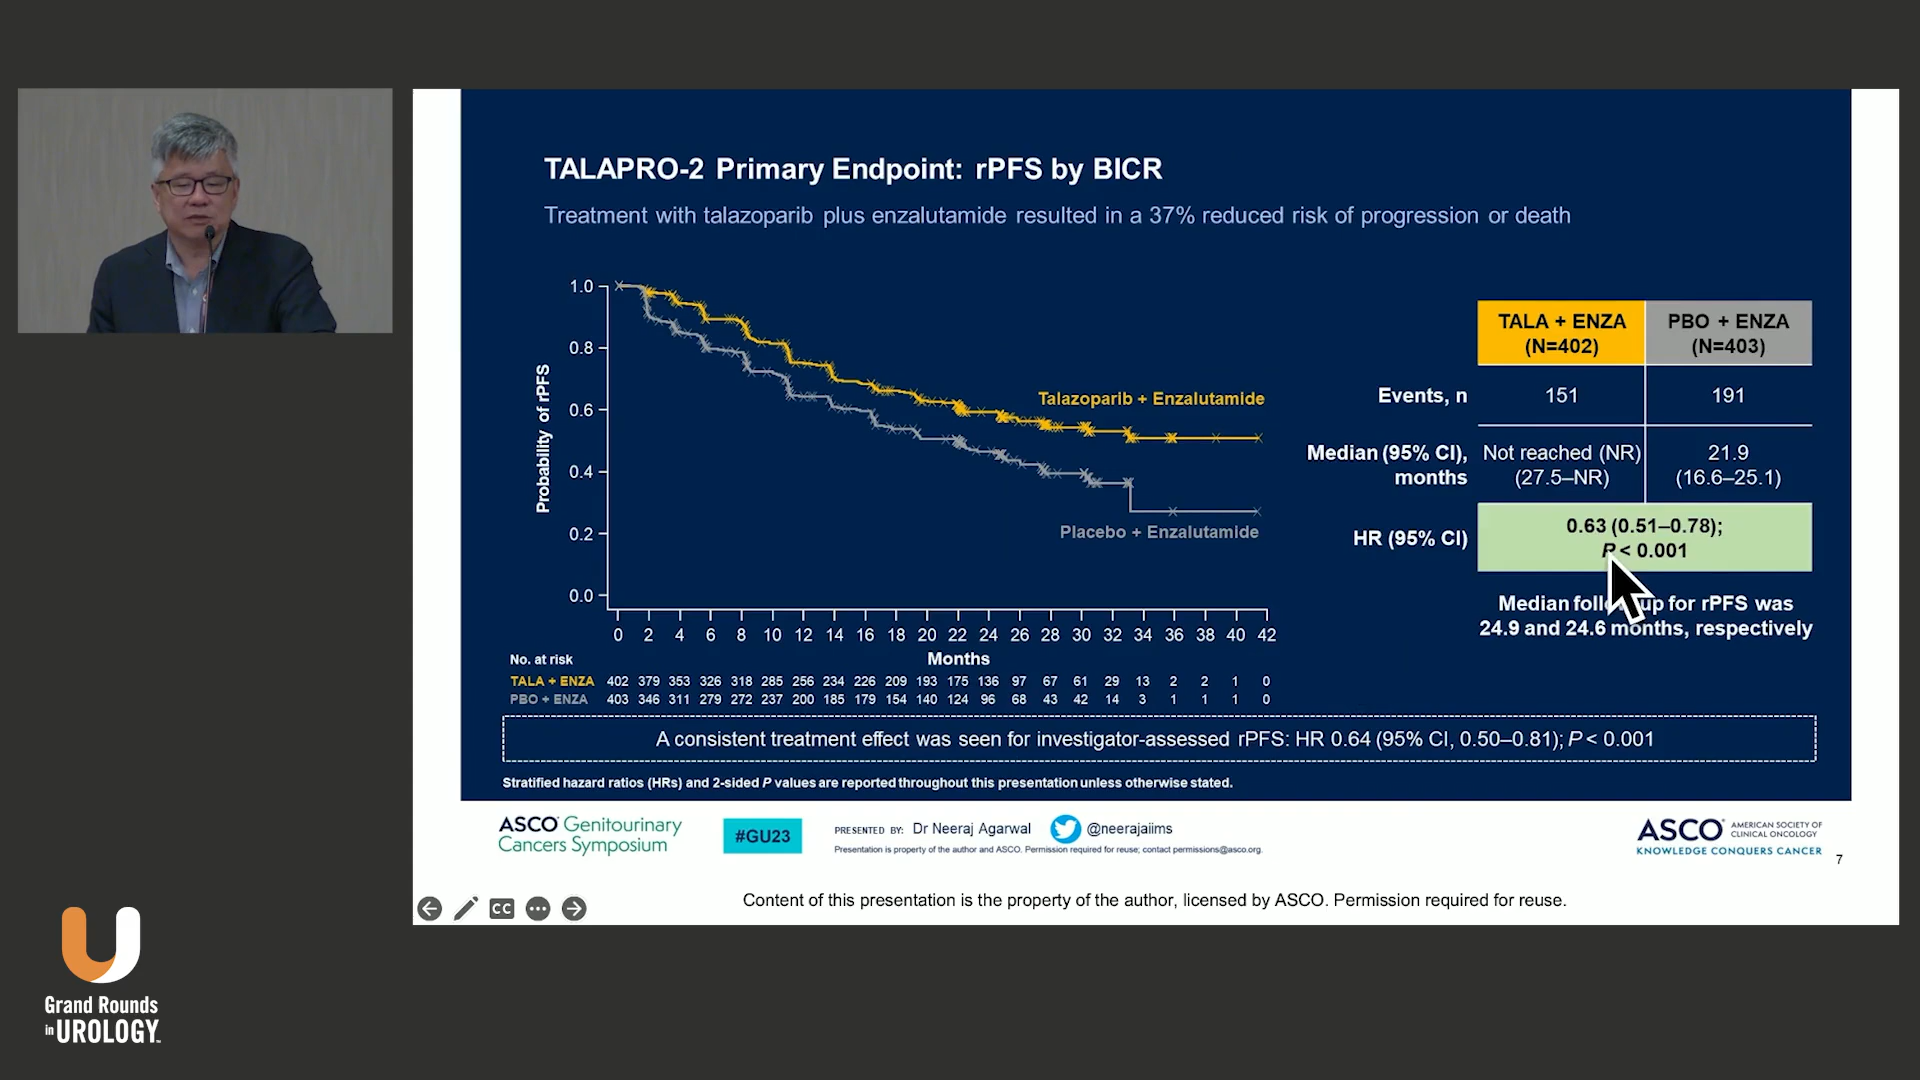 TALAPRO-2 Primary Endpoint: rPFS by BICR
Treatment with talazoparib plus enzalutamide resulted in a 37% reduced risk of progression or death
Probability of rPFS
1.0
0.8
0.6
0.4
0.2
0.0
Talazoparib + Enzalutamide
Placebo + Enzalutamide
0 2 4 6 8 10 12 14 16 18 20 22 24 26 28 30 32 34 36 38 40 42
Months
No. at risk
TALA + ENZA 402 379 353 326 318 285 256 234 226 209 193 175 136 97 67 61 29 13 2 2 1 0
PBO + ENZA 403 346 311 279 272 237 200 185 179 154 140 124 96 68 43 42 14 3 1 1 1 0
TALA + ENZA PBO + ENZA
(N=402) (N=403)
Events, n 151 191
Median (95% CI), Not reached (NR) 21.9
months (27.5–NR) (16.6–25.1)
HR (95% CI)
0.63 (0.51–0.78);
P < 0.001
Median up for rPFS was
24.9 and 24.6 months, respectively
A consistent treatment effect was seen for investigator-assessed rPFS: HR 0.64 (95% CI, 0.50–0.81); P < 0.001
Stratified hazard ratios (HRs) and 2-sided P values are reported throughout this presentation unless otherwise stated.
ASCO Genitourinary
Cancers Symposium
#GU23
PRESENTED BY: Dr Neeraj Agarwal @neerajaiims
Presentation is property of the author and ASCO. Permission required for reuse; contact permissions@asco.org.
ASCO AMERICAN SOCIETY OF
CLINICAL ONCOLOGY
KNOWLEDGE CONQUERS CANCER
7
CC
Content of this presentation is the property of the author, licensed by ASCO. Permission required for reuse.
Grand Rounds
in UROLOGY